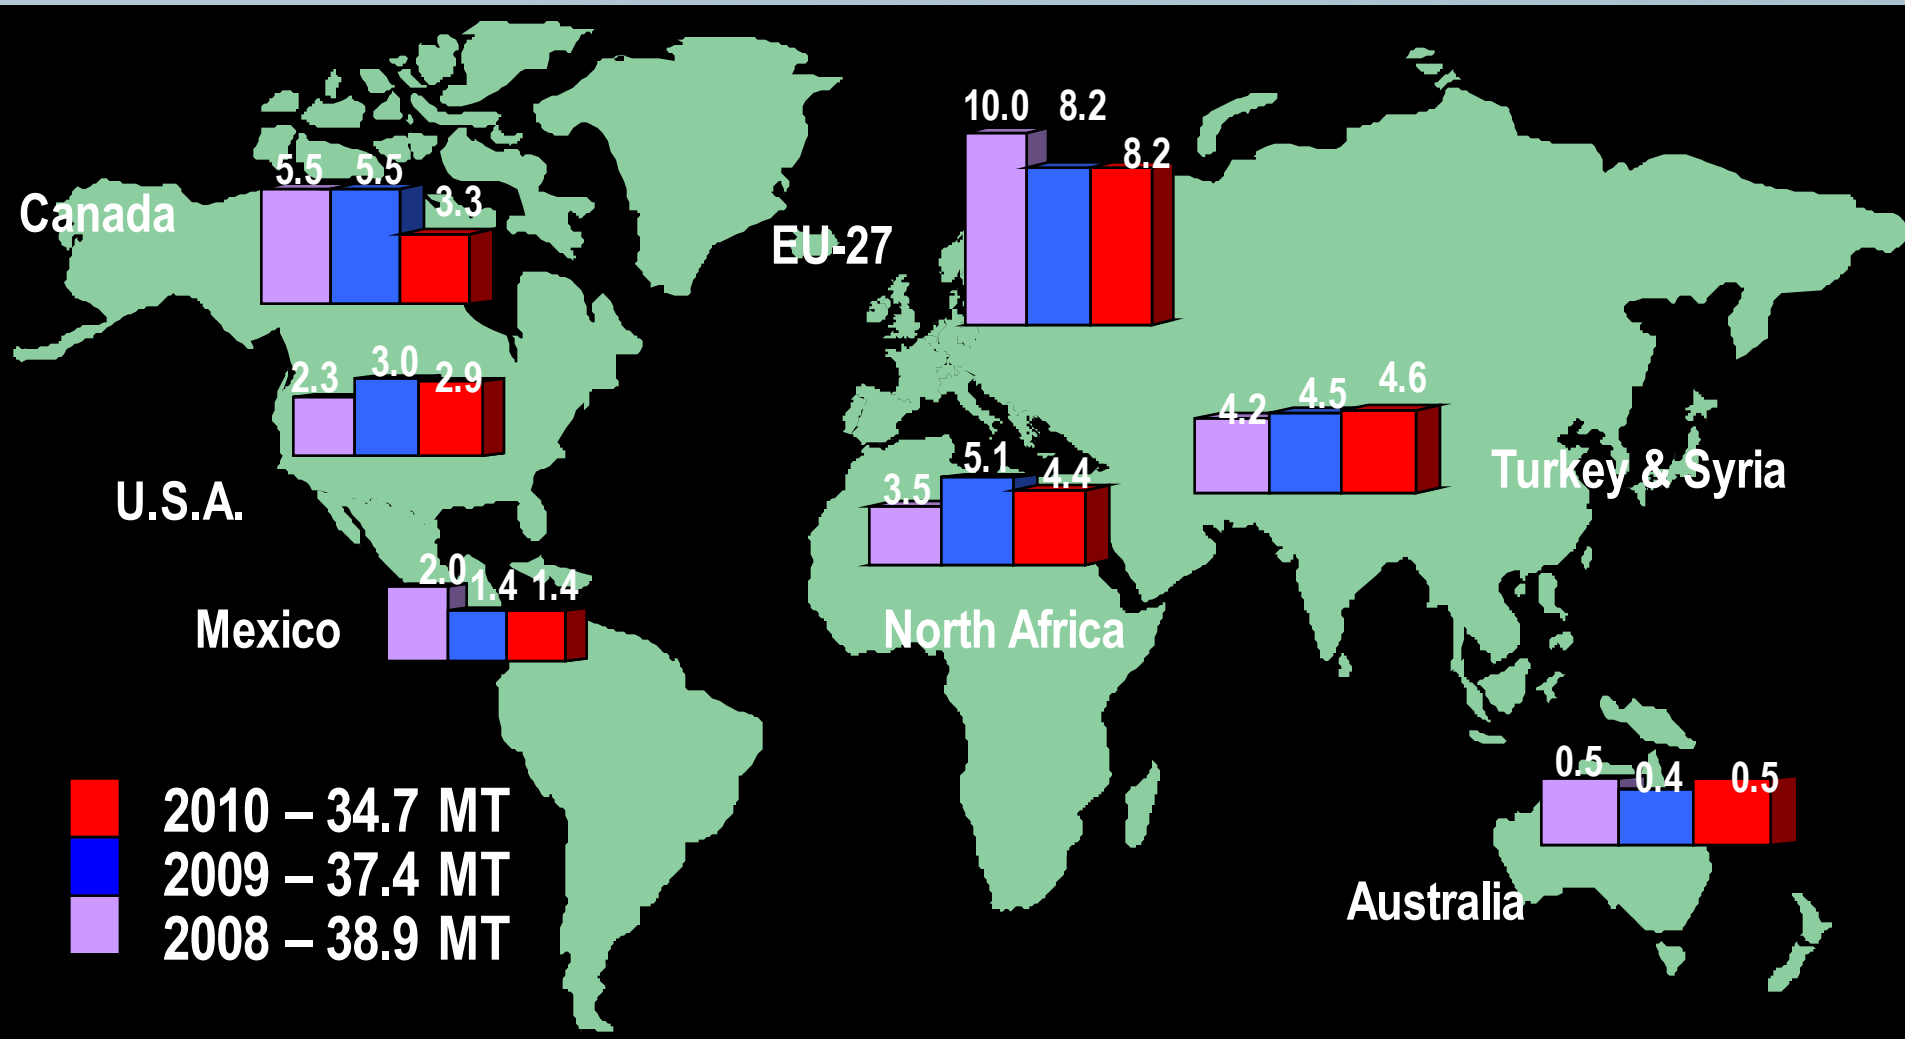 10.0 8.2
8.2
5.5 5.5
3.3
Canada
EU-27
2.3 3.0 2.9
4.2 4.5 4.6
Turkey & Syria
3.5 5.1 4.4
U.S.A.
2.0 1.4 1.4
Mexico
North Africa
0.5 0.4 0.5
2010 – 34.7 MT
2009 – 37.4 MT
2008 – 38.9 MT
Australia